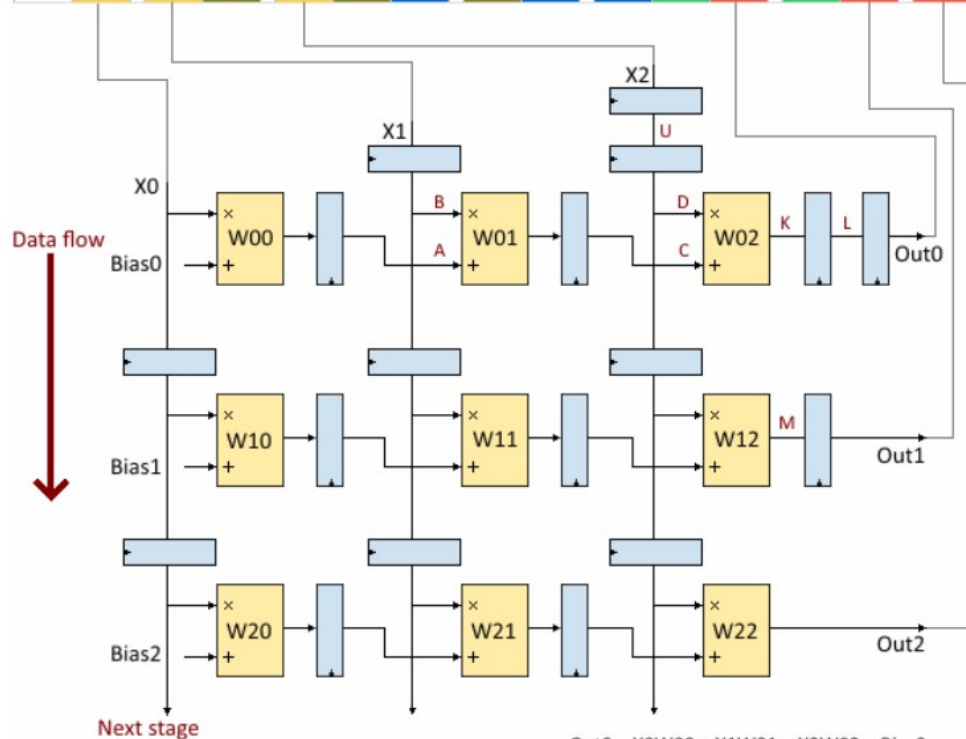 X2
U
X1
X0
B
D
K
L
×
×
×
W00
W01
W02
Data flow
A
C
Out0
Bias0
+
+
+
×
×
×
M
W10
W11
W12
Out1
Bias1
+
+
+
×
×
×
W20
W21
W22
Out2
Bias2
+
+
+
Next stage